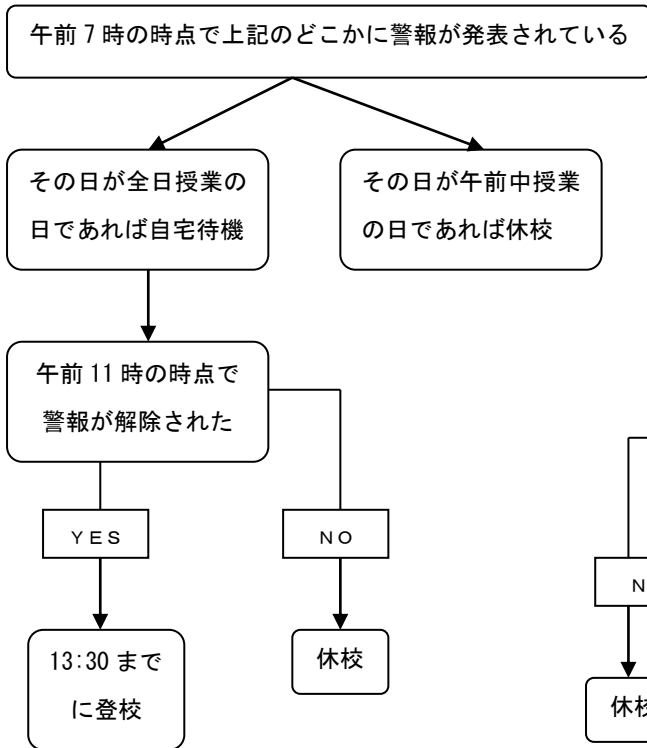 午前7時の時点で上記のどこかに警報が発表されている
その日が全日授業の
日であれば自宅待機
その日が午前中授業
の日であれば休校
午前11時の時点で
警報が解除された
YES
NO
N
13:30まで
に登校
休校
休校